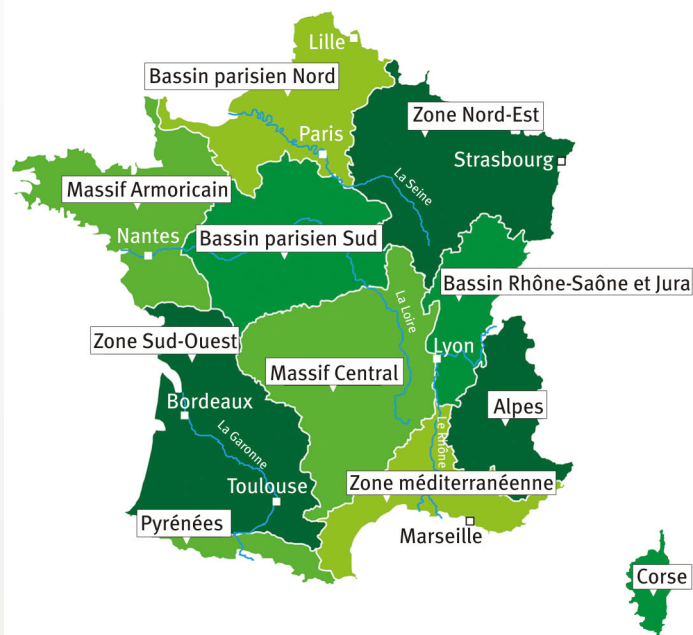 Lille
Bassin parisien Nord
Zone Nord-Est
Paris
Strasbourg
La Seine
Massif Armoricain
Nantes
Bassin parisien Sud
Bassin Rhône-Saône et Jura
La Loire
Zone Sud-Ouest
Lyon
Massif Central
Bordeaux
Alpes
La Garonne
Le Rhône
Toulouse
Zone méditerranéenne
Pyrénées
Marseille
Corse